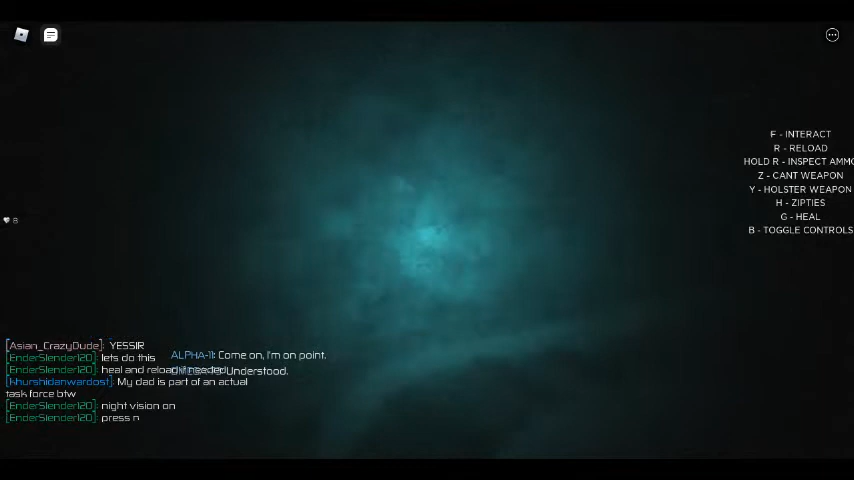 F - INTERACT
R - RELOAD
HOLD R - INSPECT AMMO
Z - CANT WEAPON
Y - HOLSTER WEAPON
H - ZIPTIES
G - HEAL
B - TOGGLE CONTROLS
B
[Asian_CrazyDude]: YESSIR
[EnderSlender120]: lets do this
ALPHA-11: Come on, I'm on point.
[EnderSlender120]: heal and reload if needed
Understood.
[khurshidanwardost]: My dad is part of an actual
task force btw
[EnderSlender120]: night vision on
[EnderSlender120]: press n